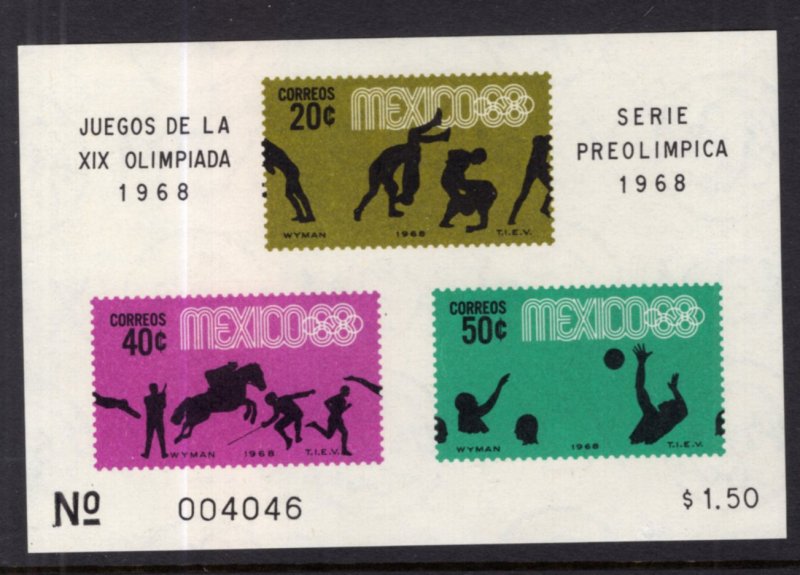 JUEGOS DE LA
XIX OLIMPIADA
1968
CORREOS
20¢
MEXICO68
WYMAN 1968 T.I.E.V.
SERIE
PREOLIMPICA
1968
CORREOS
40¢
MEXICO68
WYMAN 1968 T.I.E.V.
CORREOS
50¢
MEXICO68
WYMAN 1968 T.I.E.V.
Nº 004046
$1.50